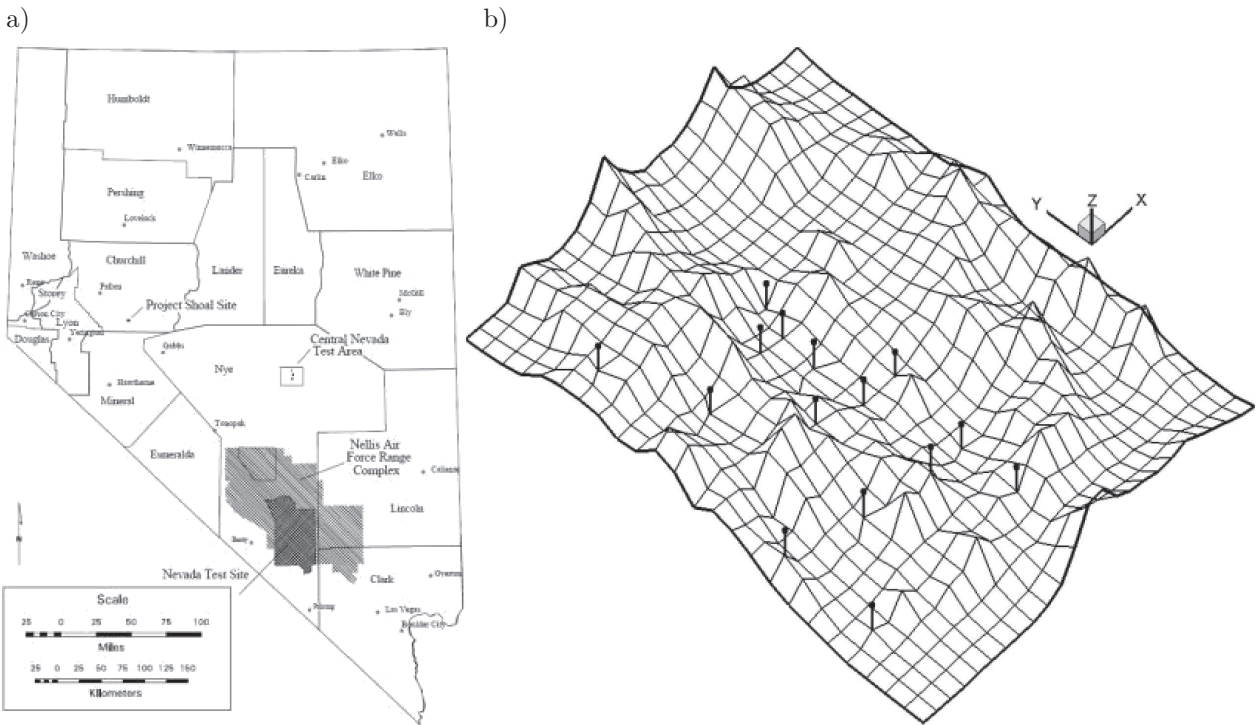 a)
b)
Humboldt
Winnemucca
Wells
Elko
Carlin
Elko
Pershing
Lovelock
Washoe
Churchill
Lander
Eureka
White Pine
Reno
Storey
Fallon
McGill
Ely
Project Shoal Site
Carson City
Lyon
Yerington
Douglas
Gabbs
Central Nevada
Test Area
Nye
Hawthorne
Mineral
Tonopah
Esmeralda
Nellis Air
Force Range
Complex
Caliente
Lincoln
Beatty
N
Nevada Test Site
Clark
Overton
Pahrump
Las Vegas
Boulder City
Scale
25 0 25 50 100
Miles
25 0 25 50 75 100 125 150
Kilometers
Y Z X